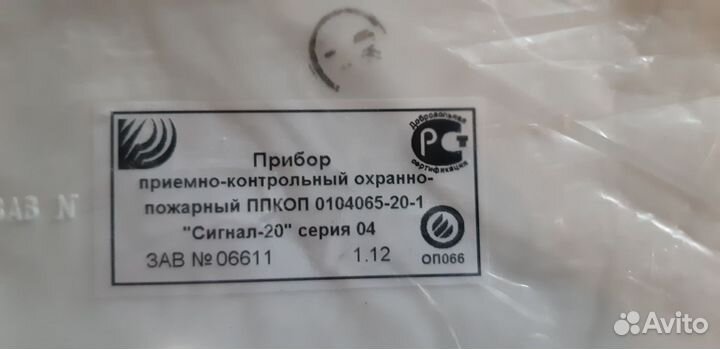 Добровольная
РСТ
сертификация
Прибор
приемно-контрольный охранно-
пожарный ППКОП 0104065-20-1
"Сигнал-20" серия 04
ЗАВ № 06611 1.12
ОП066
ЗАВ N
Avito